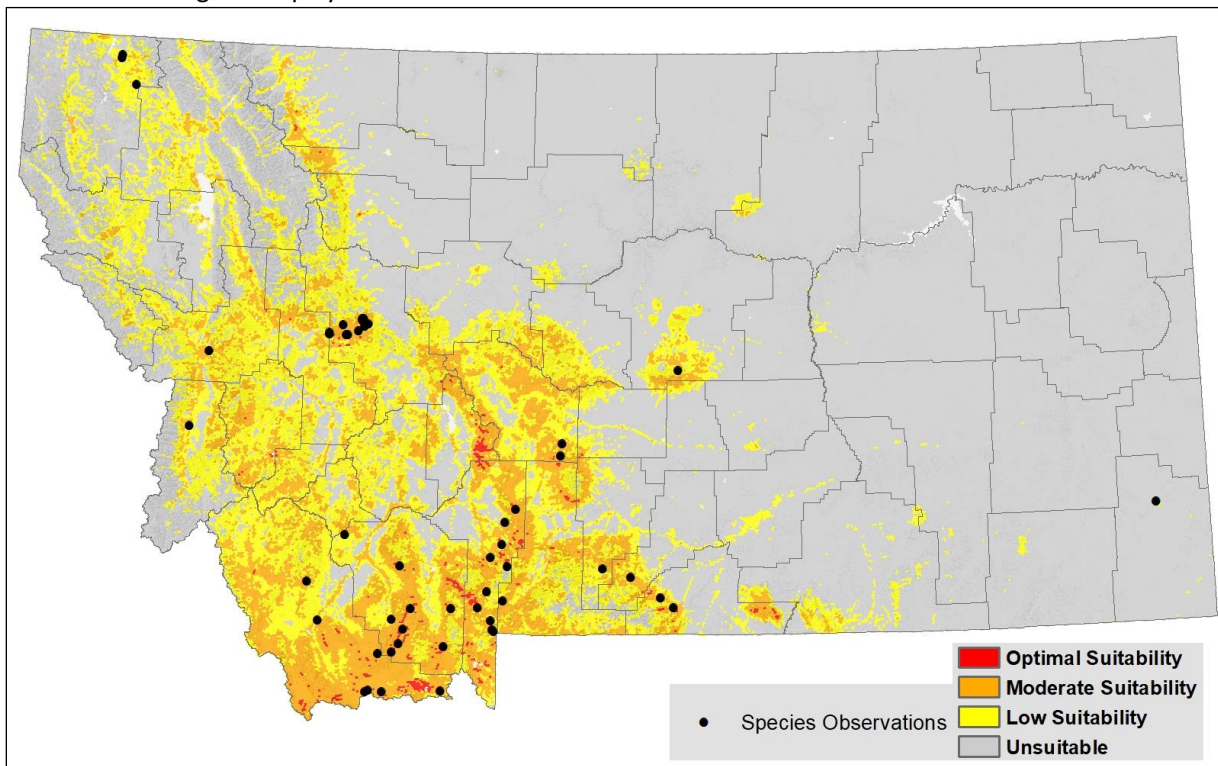 Optimal Suitability
Moderate Suitability
Species Observations
Low Suitability
Unsuitable